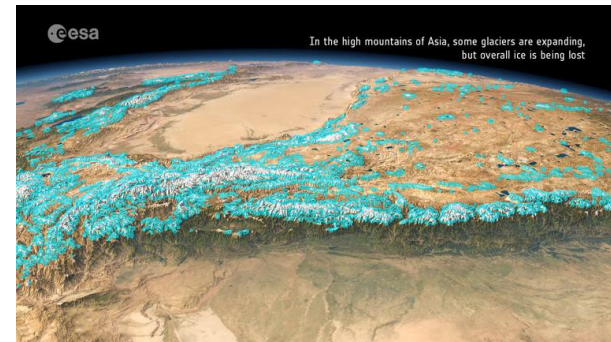 esa
In the high mountains of Asia, some glaciers are expanding,
but overall ice is being lost